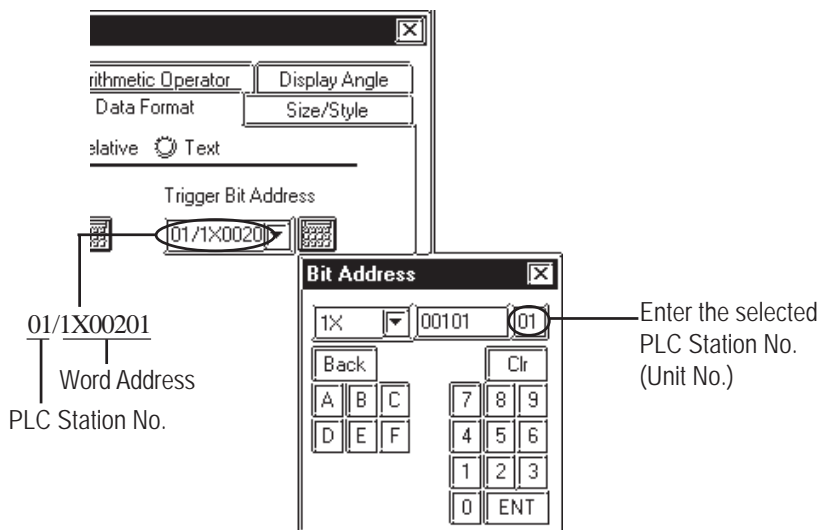 rithmetic Operator
Display Angle
Data Format
Size/Style
elative
Text
Trigger Bit Address
01/1X0020
Bit Address
1X
00101
01
Enter the selected
PLC Station No.
(Unit No.)
01/1X00201
Word Address
PLC Station No.
Back
Clr
A B C
7 8 9
D E F
4 5 6
1 2 3
0 ENT